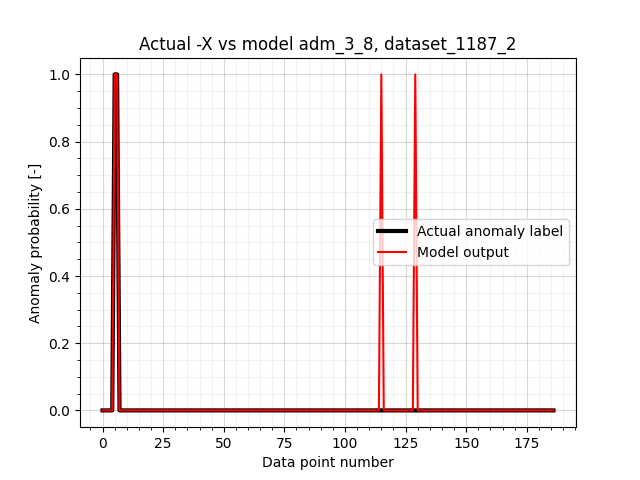 Actual -X vs model adm_3_8, dataset_1187_2
1.0
0.8
0.6
0.4
0.2
0.0
Anomaly probability [-]
Actual anomaly label
Model output
0 25 50 75 100 125 150 175
Data point number